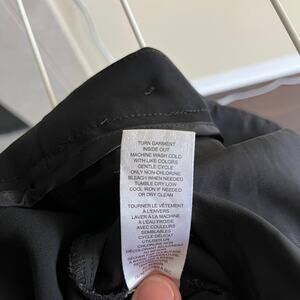 TURN GARMENT
INSIDE OUT
MACHINE WASH COLD
WITH LIKE COLORS
GENTLE CYCLE
ONLY NON-CHLORINE
BLEACH WHEN NEEDED
TUMBLE DRY LOW
COOL IRON IF NEEDED
OR DRY CLEAN
TOURNER LE VÊTEMENT
À L'ENVERS
LAVER À LA MACHINE
À L'EAU FROIDE
AVEC COULEURS
SEMBLABLES
CYCLE DÉLICAT
UTILISER UN